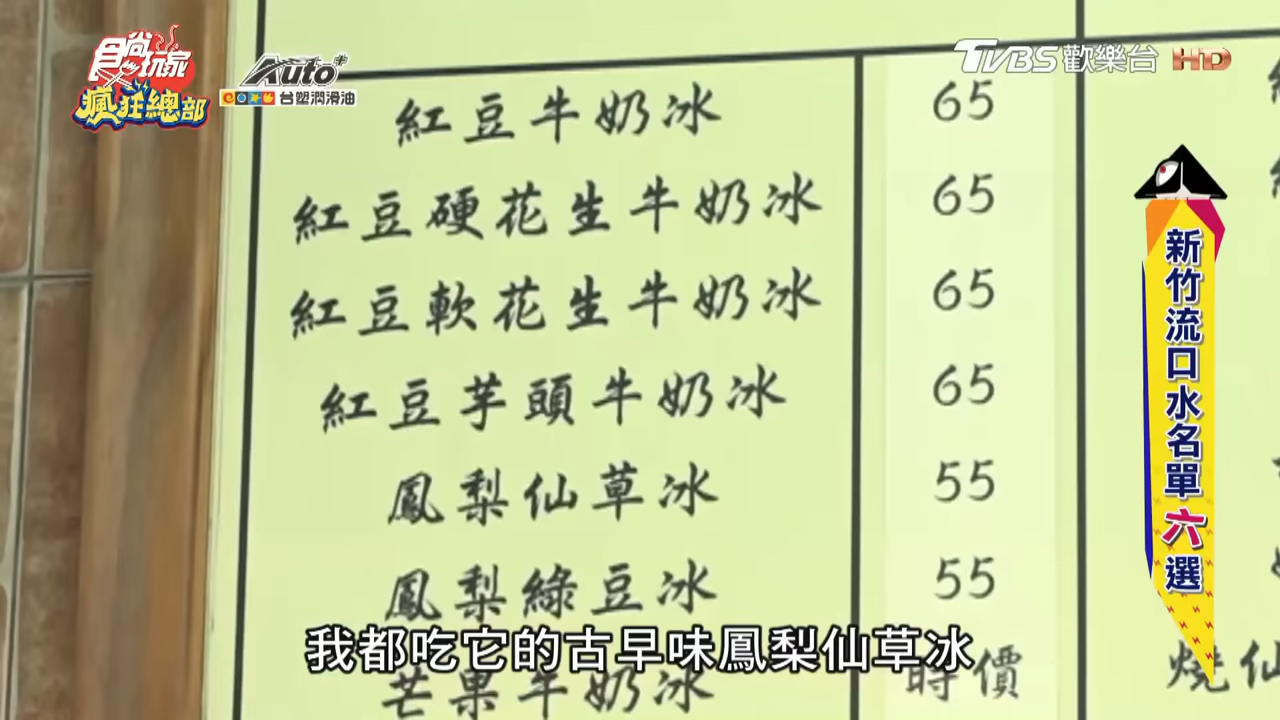 食尚玩家
瘋狂總部
Auto
台塑潤滑油
TVBS歡樂台 HD
紅豆牛奶冰 65
紅豆硬花生牛奶冰 65
紅豆軟花生牛奶冰 65
紅豆芋頭牛奶冰 65
鳳梨仙草冰 55
鳳梨綠豆冰 55
芒果牛奶冰 時價
燒仙
新竹流口水名單六選
我都吃它的古早味鳳梨仙草冰